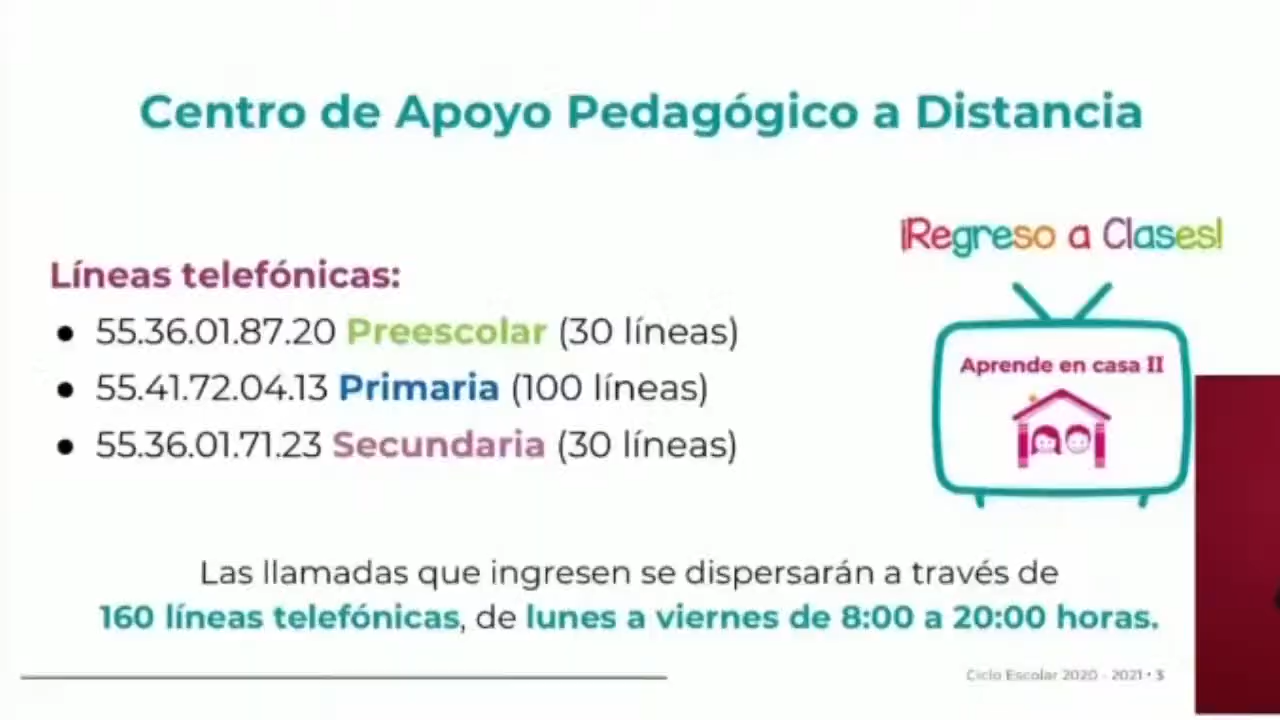 Centro de Apoyo Pedagógico a Distancia
¡Regreso a Clases!
Líneas telefónicas:
● 55.36.01.87.20 Preescolar (30 líneas)
● 55.41.72.04.13 Primaria (100 líneas)
● 55.36.01.71.23 Secundaria (30 líneas)
Aprende en casa II
Las llamadas que ingresen se dispersarán a través de
160 líneas telefónicas, de lunes a viernes de 8:00 a 20:00 horas.
Ciclo Escolar 2020 - 2021 • 3